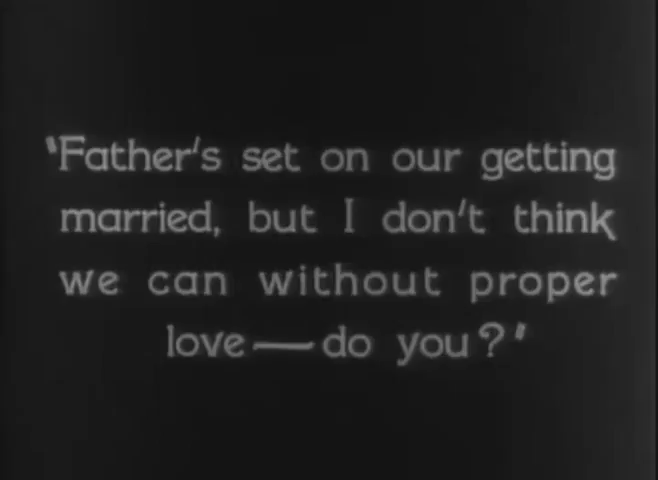 "Father's set on our getting
married, but I don't think
we can without proper
love—do you?"